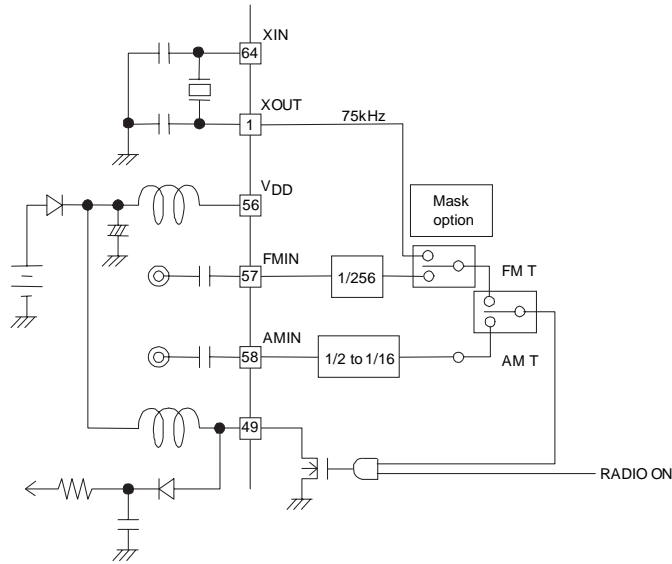 XIN
64
XOUT
1
75kHz
VDD
56
Mask
option
FMIN
57
1/256
FM T
AMIN
58
1/2 to 1/16
AM T
49
RADIO ON